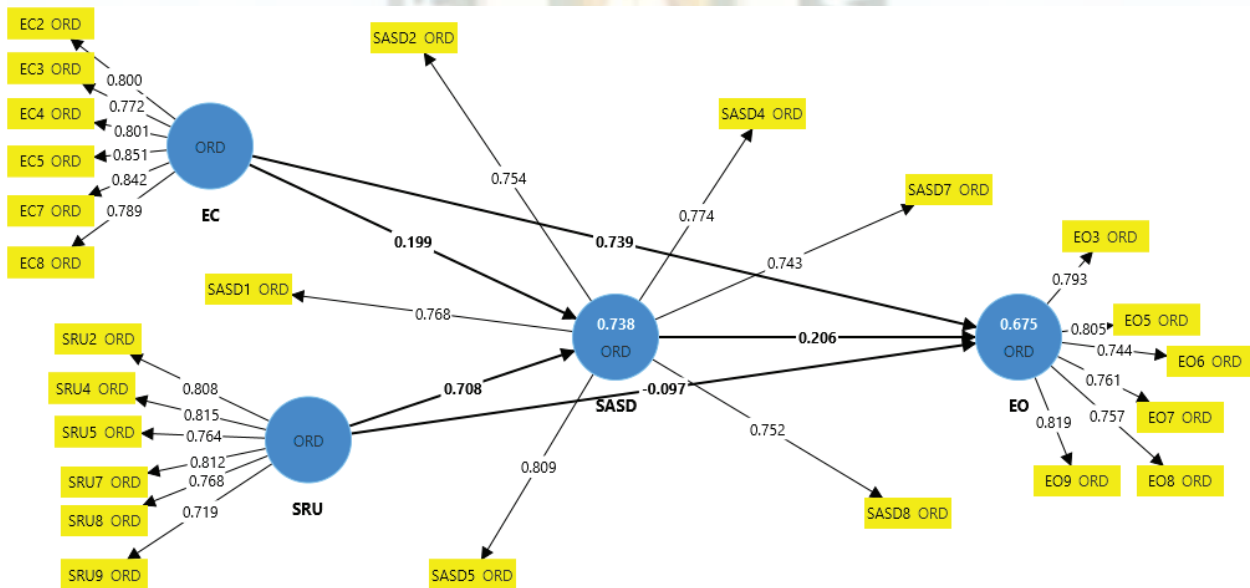 EC2 ORD
EC3 ORD
EC4 ORD
EC5 ORD
EC7 ORD
EC8 ORD
0.800
0.772
0.801
0.851
0.842
0.789
ORD
EC
SASD2 ORD
0.754
SASD4 ORD
0.774
SASD7 ORD
0.743
0.199
0.739
SASD1 ORD
0.768
0.738
ORD
SASD
0.206
0.708
-0.097
SRU2 ORD
SRU4 ORD
SRU5 ORD
SRU7 ORD
SRU8 ORD
SRU9 ORD
0.808
0.815
0.764
0.812
0.768
0.719
ORD
SRU
0.809
SASD5 ORD
0.752
SASD8 ORD
0.675
ORD
EO
EO3 ORD
0.793
0.805
EO5 ORD
0.744
EO6 ORD
0.761
EO7 ORD
0.757
EO8 ORD
0.819
EO9 ORD